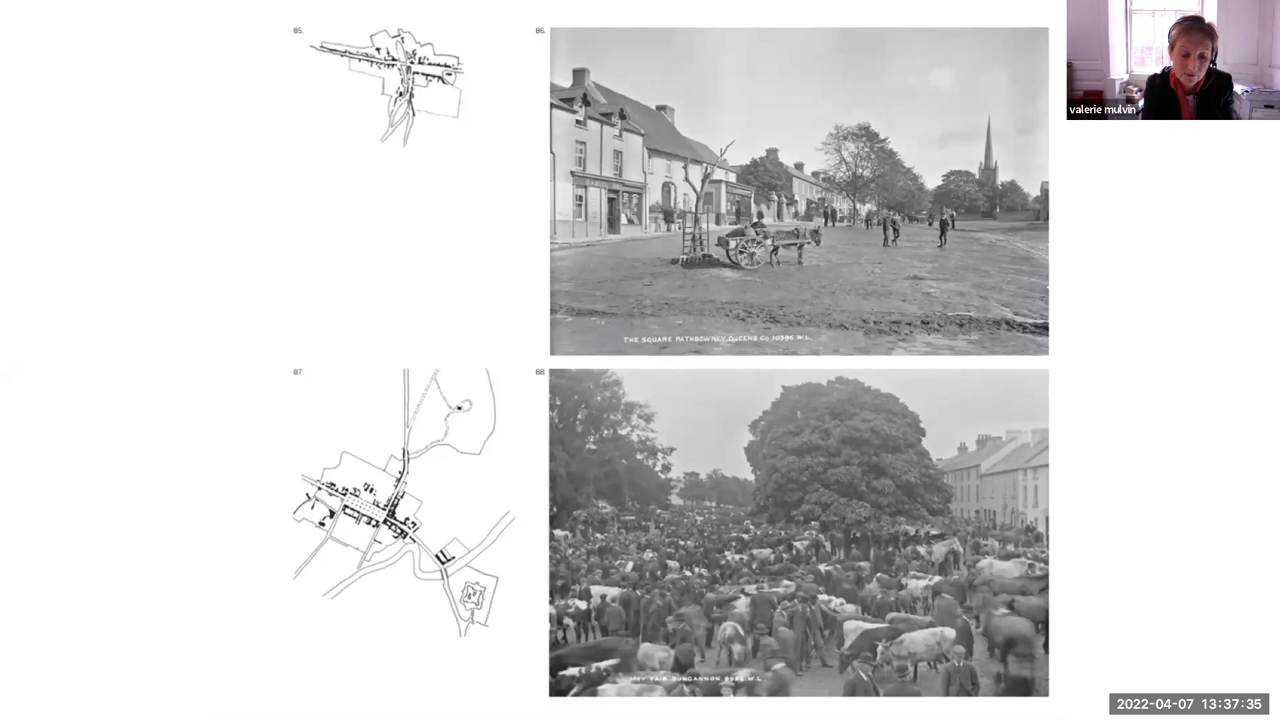 85.
86.
valerie mulvin
THE SQUARE RATHDOWNEY QUEENS CO 10396 W.L.
87.
88.
FAIR DUNGANNON W.L.
2022-04-07 13:37:35